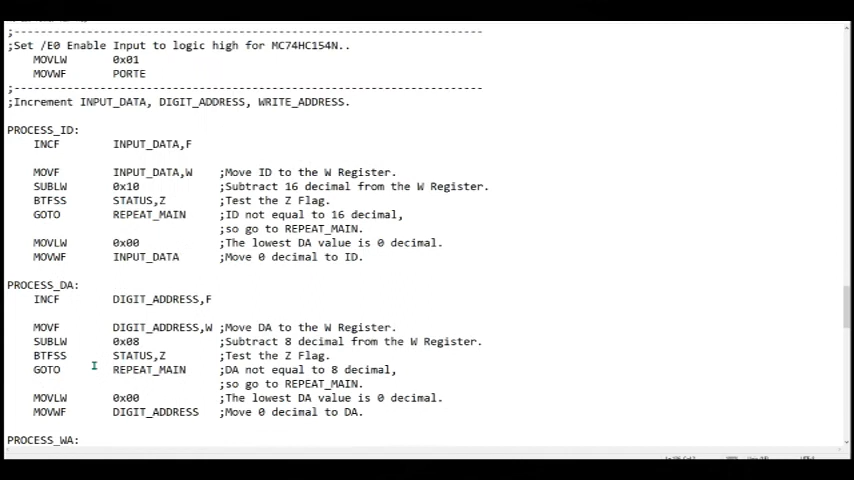 ;---------------------------------------------------------------------
;Set /E0 Enable Input to logic high for MC74HC154N..
MOVLW 0x01
MOVWF PORTE
;---------------------------------------------------------------------
;Increment INPUT_DATA, DIGIT_ADDRESS, WRITE_ADDRESS.
PROCESS_ID:
INCF INPUT_DATA,F
MOVF INPUT_DATA,W ;Move ID to the W Register.
SUBLW 0x10 ;Subtract 16 decimal from the W Register.
BTFSS STATUS,Z ;Test the Z Flag.
GOTO REPEAT_MAIN ;ID not equal to 16 decimal,
;so go to REPEAT_MAIN.
MOVLW 0x00 ;The lowest DA value is 0 decimal.
MOVWF INPUT_DATA ;Move 0 decimal to ID.
PROCESS_DA:
INCF DIGIT_ADDRESS,F
MOVF DIGIT_ADDRESS,W ;Move DA to the W Register.
SUBLW 0x08 ;Subtract 8 decimal from the W Register.
BTFSS STATUS,Z ;Test the Z Flag.
GOTO REPEAT_MAIN ;DA not equal to 8 decimal,
;so go to REPEAT_MAIN.
MOVLW 0x00 ;The lowest DA value is 0 decimal.
MOVWF DIGIT_ADDRESS ;Move 0 decimal to DA.
PROCESS_WA: